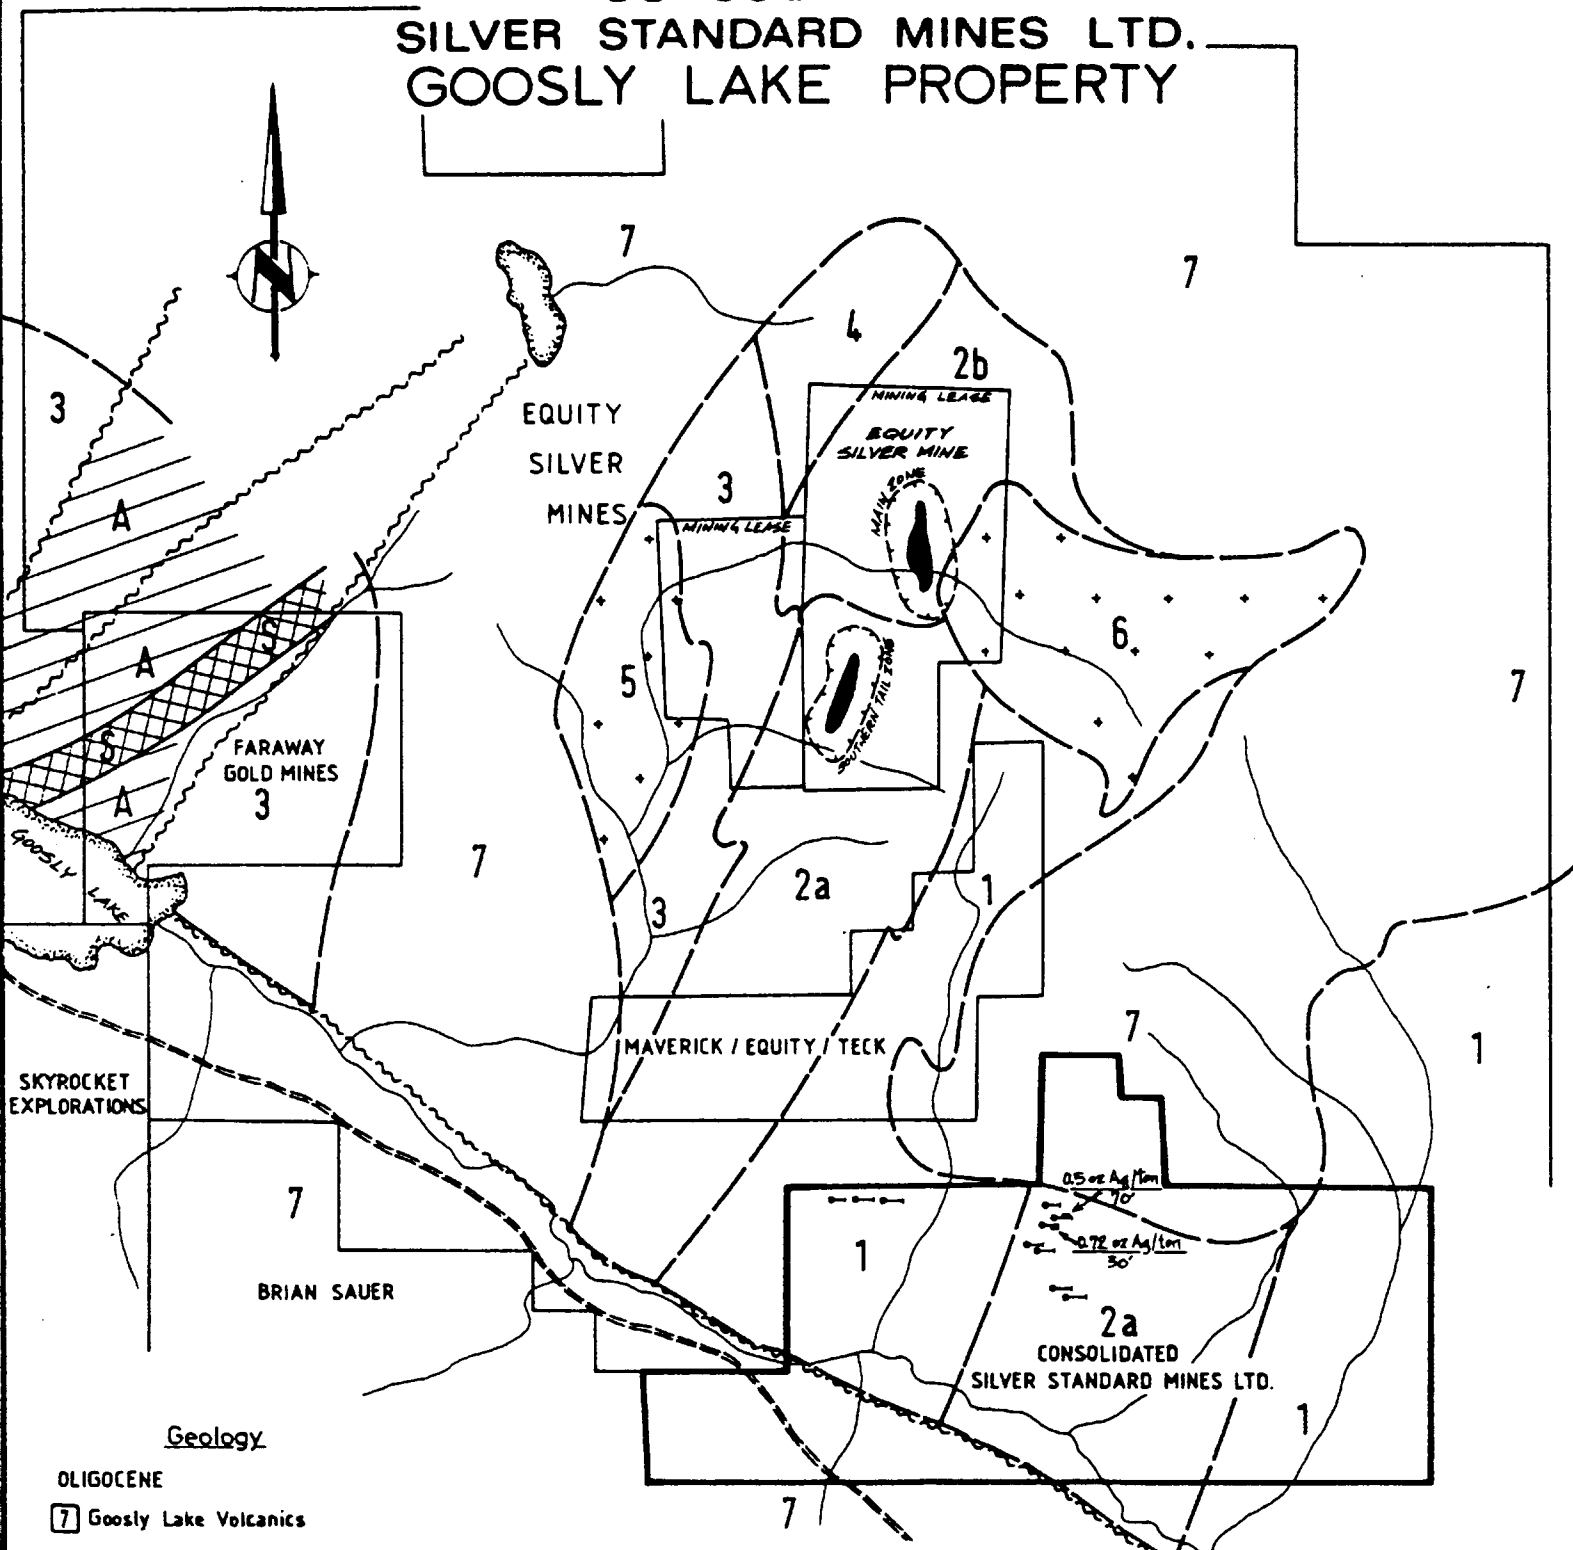 SILVER STANDARD MINES LTD.
GOOSLY LAKE PROPERTY
N
7
7
4
3
2b
MINING LEASE
EQUITY
SILVER
MINES
EQUITY
SILVER MINE
MAIN ZONE
3
MINING LEASE
A
S
A
6
5
SOUTHERN TAIL ZONE
7
S
FARAWAY
GOLD MINES
3
A
GOOSLY LAKE
7
2a
1
3
7
1
MAVERICK / EQUITY / TECK
SKYROCKET
EXPLORATIONS
7
0.5 oz Ag/ton
70'
0.72 oz Ag/ton
30'
1
BRIAN SAUER
2a
CONSOLIDATED
SILVER STANDARD MINES LTD.
1
Geology
OLIGOCENE
7 Goosly Lake Volcanics
7